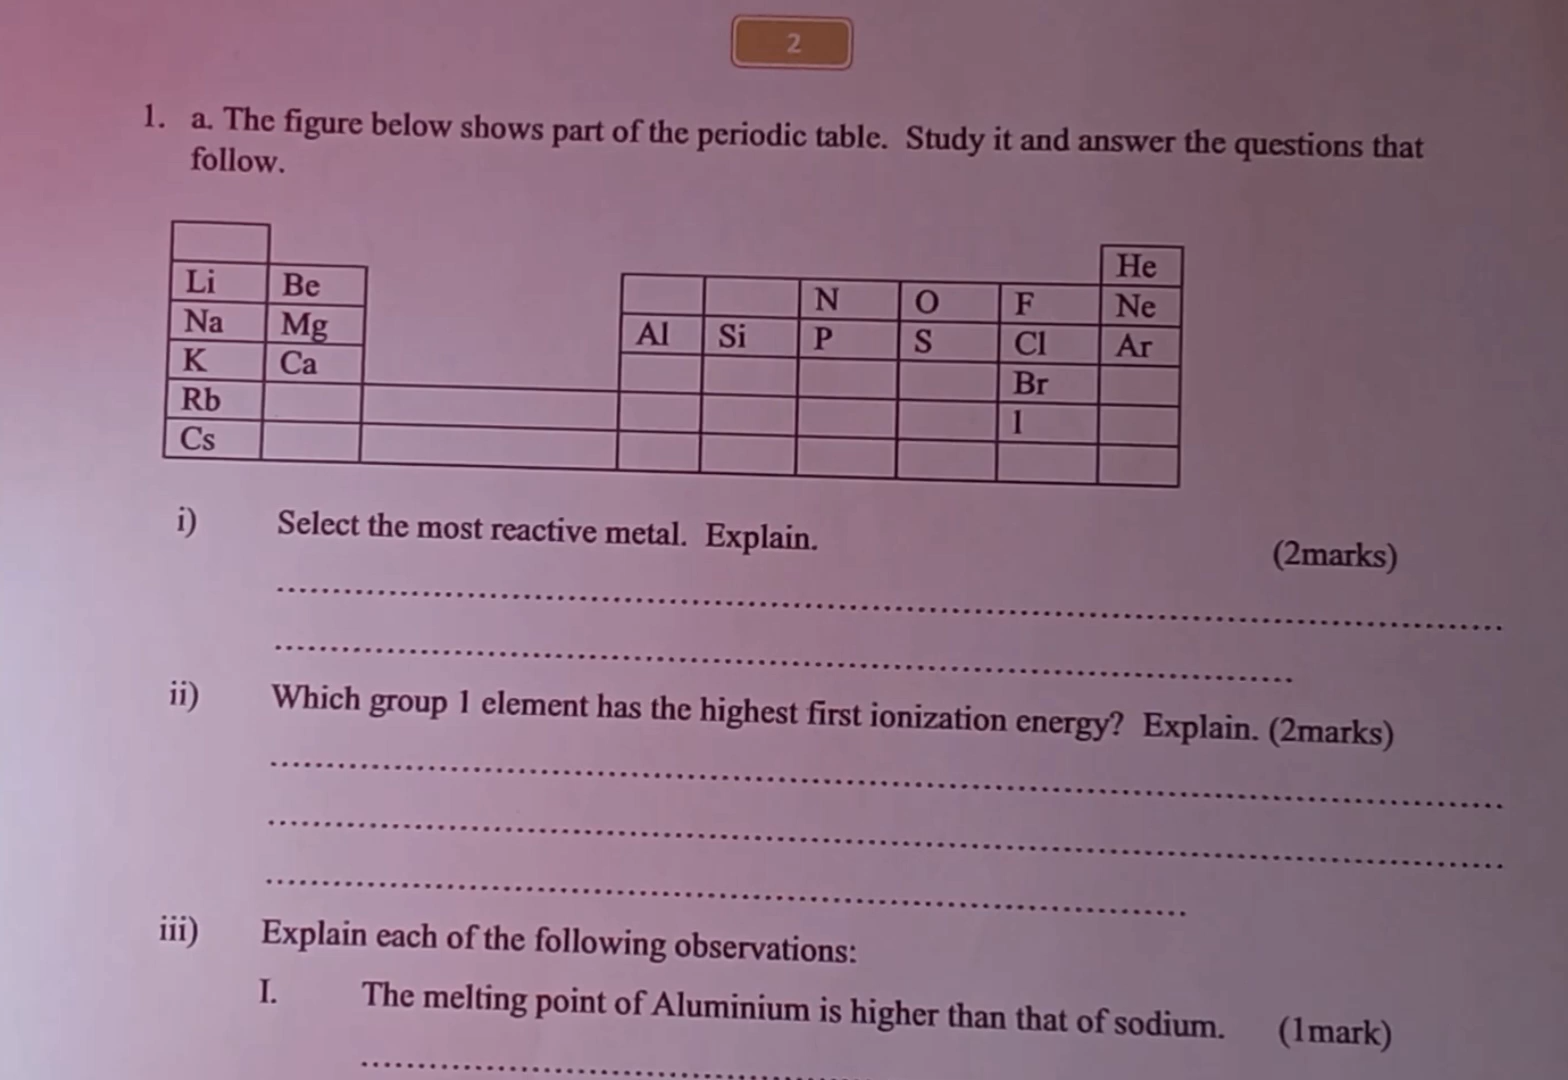 2
1. a. The figure below shows part of the periodic table. Study it and answer the questions that
follow.
He
Li Be N O F Ne
Na Mg Al Si P S Cl Ar
K Ca Br
Rb I
Cs
i) Select the most reactive metal. Explain. (2marks)
ii) Which group 1 element has the highest first ionization energy? Explain. (2marks)
iii) Explain each of the following observations:
I. The melting point of Aluminium is higher than that of sodium. (1mark)